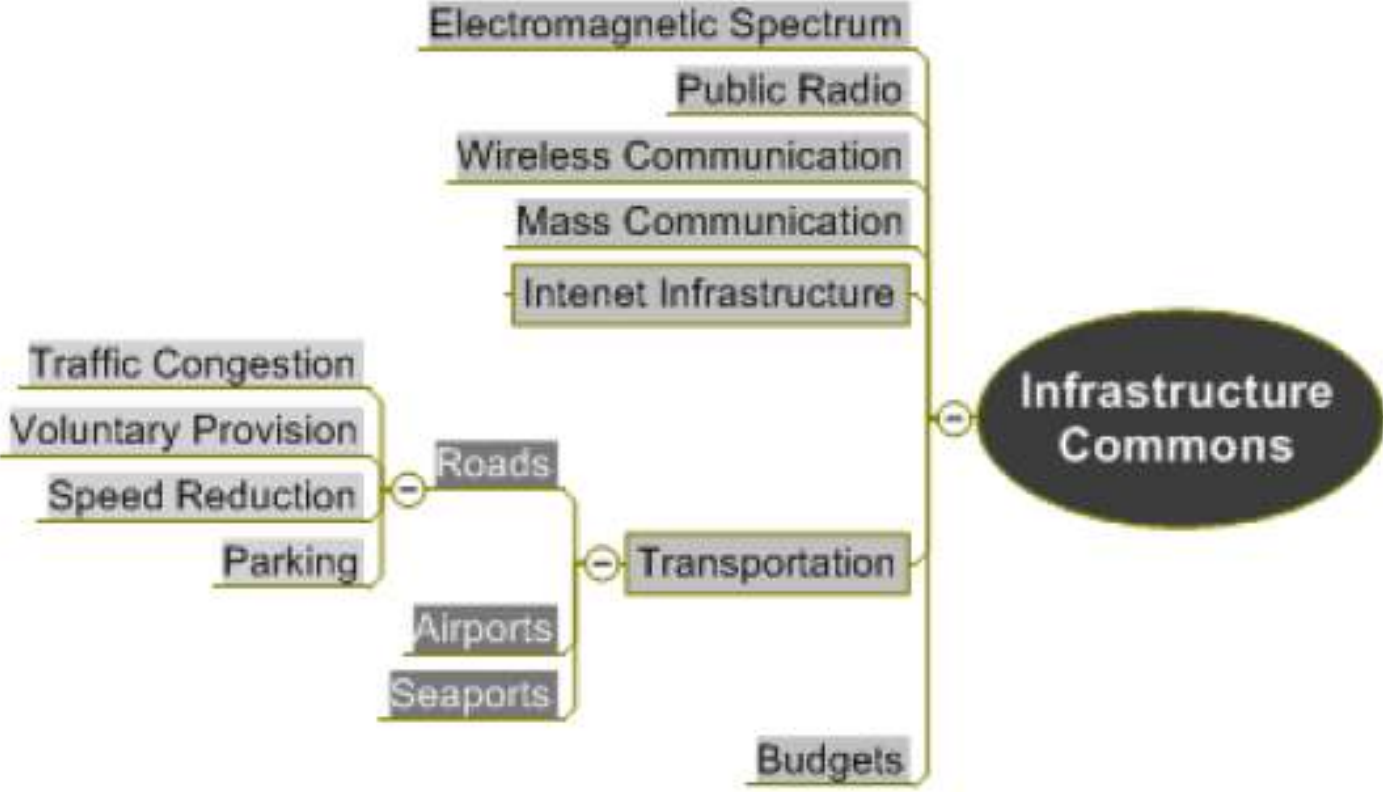 Electromagnetic Spectrum
Public Radio
Wireless Communication
Mass Communication
Intenet Infrastructure
Traffic Congestion
Voluntary Provision
Speed Reduction
Parking
Roads
Airports
Seaports
Transportation
Budgets
Infrastructure
Commons